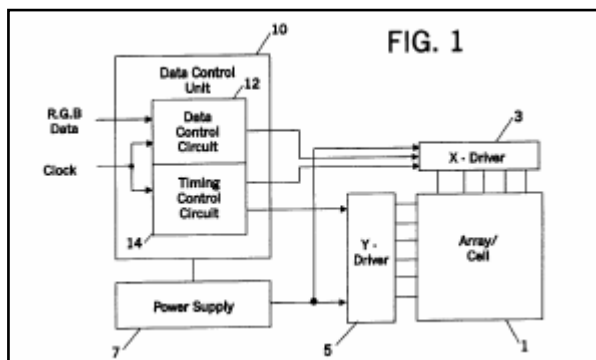 FIG. 1
10
Data Control
Unit
12
R.G.B
Data
Data
Control
Circuit
Clock
Timing
Control
Circuit
14
3
X - Driver
Y -
Driver
Array/
Cell
Power Supply
7
5
1